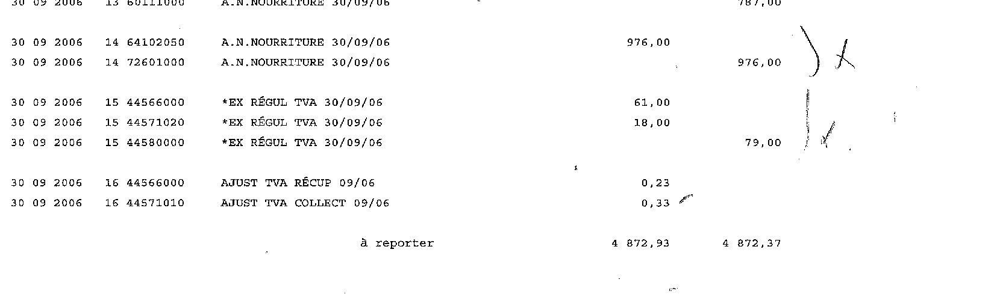 30 09 2006 13 60111000 A.N.NOURRITURE 30/09/06 787,00
30 09 2006 14 64102050 A.N.NOURRITURE 30/09/06 976,00
30 09 2006 14 72601000 A.N.NOURRITURE 30/09/06 976,00
30 09 2006 15 44566000 *EX RÉGUL TVA 30/09/06 61,00
30 09 2006 15 44571020 *EX RÉGUL TVA 30/09/06 18,00
30 09 2006 15 44580000 *EX RÉGUL TVA 30/09/06 79,00
30 09 2006 16 44566000 AJUST TVA RÉCUP 09/06 0,23
30 09 2006 16 44571010 AJUST TVA COLLECT 09/06 0,33
à reporter 4 872,93 4 872,37